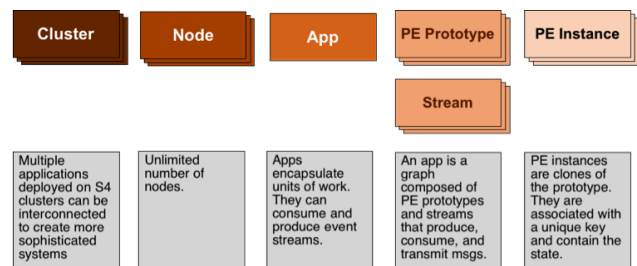 Cluster
Node
App
PE Prototype
PE Instance
Stream
Multiple
applications
deployed on S4
clusters can be
interconnected
to create more
sophisticated
systems
Unlimited
number of
nodes.
Apps
encapsulate
units of work.
They can
consume and
produce event
streams.
An app is a
graph
composed of
PE prototypes
and streams
that produce,
consume, and
transmit msgs.
PE instances
are clones of
the prototype.
They are
associated with
a unique key
and contain the
state.